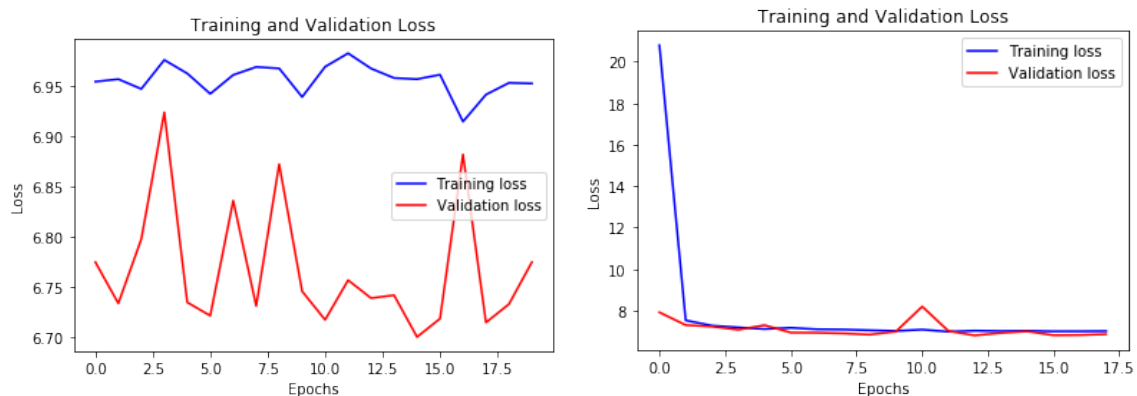 Training and Validation Loss
6.95
6.90
6.85
6.80
6.75
6.70
Loss
Training loss
Validation loss
0.0 2.5 5.0 7.5 10.0 12.5 15.0 17.5
Epochs
Training and Validation Loss
20
18
16
14
12
10
8
Loss
Training loss
Validation loss
0.0 2.5 5.0 7.5 10.0 12.5 15.0 17.5
Epochs